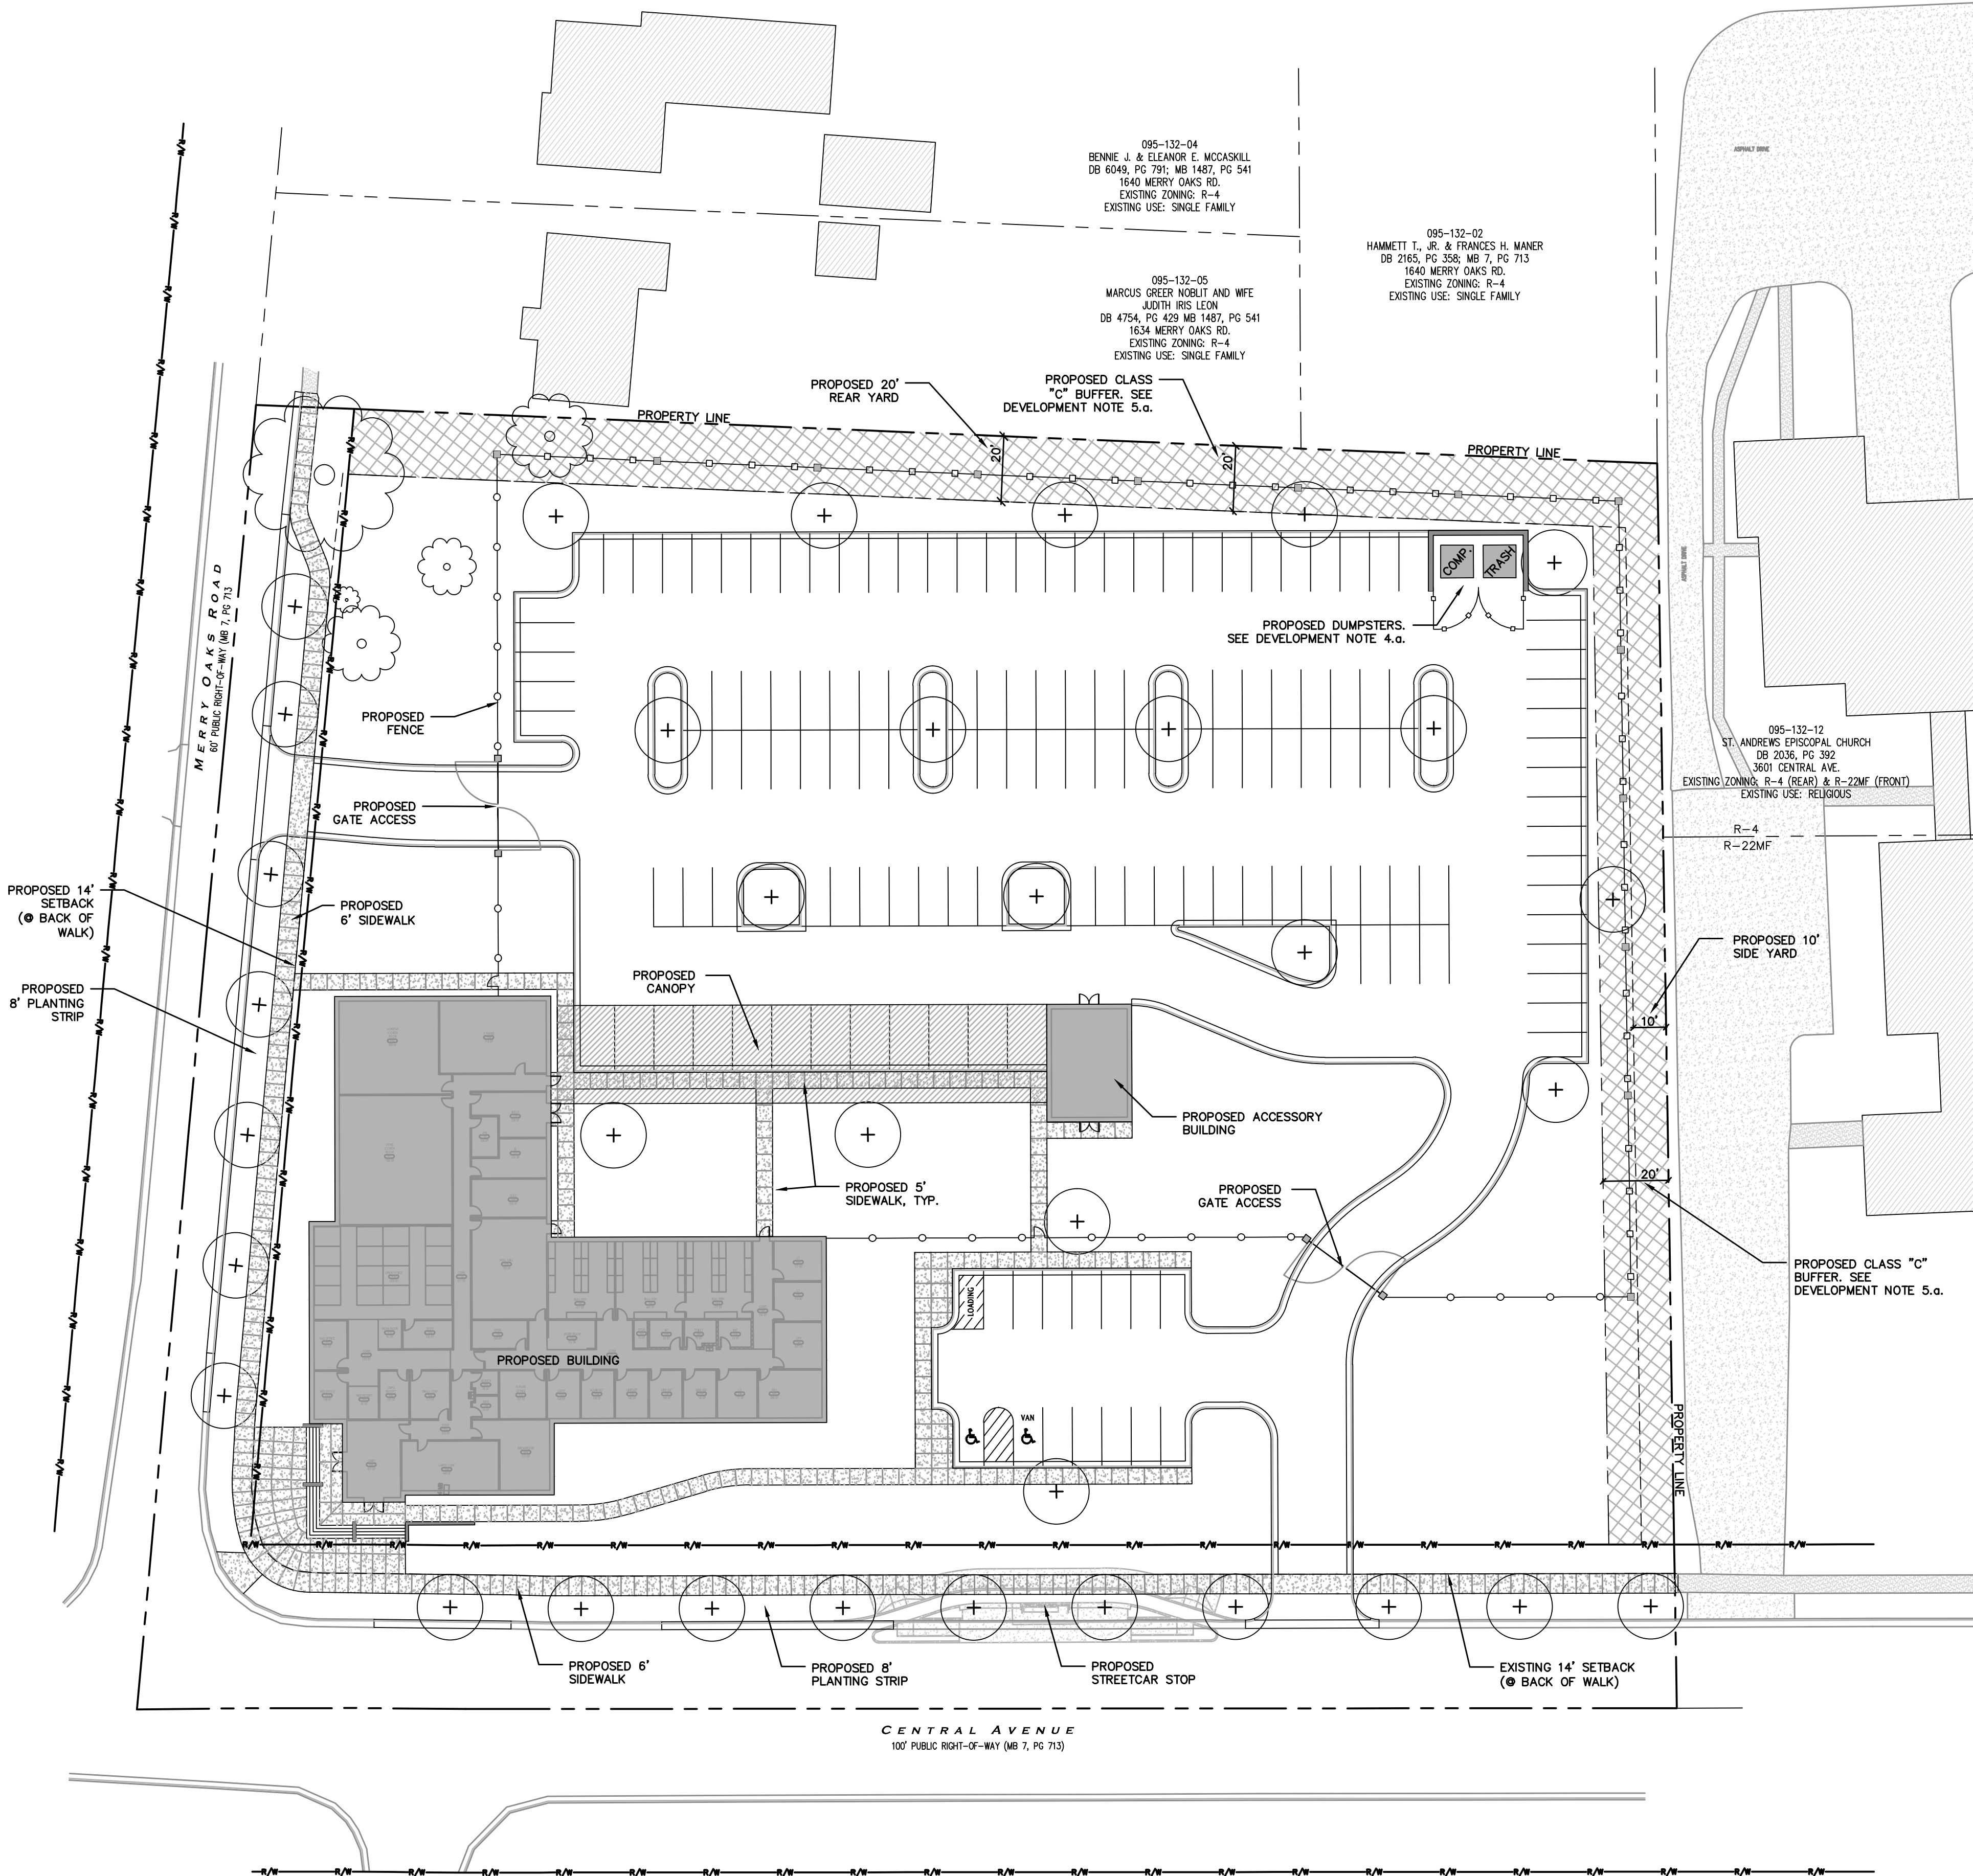 095-132-04
BENNIE J. & ELEANOR E. MCCASKILL
DB 6049, PG 791; MB 1487, PG 541
1640 MERRY OAKS RD.
EXISTING ZONING: R-4
EXISTING USE: SINGLE FAMILY
ASPHALT DRIVE
095-132-02
HAMMETT T., JR. & FRANCES H. MANER
DB 2165, PG 358; MB 7, PG 713
1640 MERRY OAKS RD.
EXISTING ZONING: R-4
EXISTING USE: SINGLE FAMILY
095-132-05
MARCUS GREER NOBLIT AND WIFE
JUDITH IRIS LEON
DB 4754, PG 429 MB 1487, PG 541
1634 MERRY OAKS RD.
EXISTING ZONING: R-4
EXISTING USE: SINGLE FAMILY
PROPOSED 20'
REAR YARD
PROPOSED CLASS
"C" BUFFER. SEE
DEVELOPMENT NOTE 5.a.
PROPERTY LINE
PROPERTY LINE
20'
20'
COMP.
TRASH
ASPHALT DRIVE
PROPOSED DUMPSTERS.
SEE DEVELOPMENT NOTE 4.a.
MERRY OAKS ROAD
60' PUBLIC RIGHT-OF-WAY (MB 7, PG 713
PROPOSED
FENCE
095-132-12
ST. ANDREWS EPISCOPAL CHURCH
DB 2036, PG 392
3601 CENTRAL AVE.
EXISTING ZONING: R-4 (REAR) & R-22MF (FRONT)
EXISTING USE: RELIGIOUS
R-4
R-22MF
PROPOSED
GATE ACCESS
PROPOSED 14'
SETBACK
(@ BACK OF
WALK)
PROPOSED
6' SIDEWALK
PROPOSED 10'
SIDE YARD
PROPOSED
CANOPY
PROPOSED
8' PLANTING
STRIP
10'
PROPOSED ACCESSORY
BUILDING
PROPOSED 5'
SIDEWALK, TYP.
PROPOSED
GATE ACCESS
20'
PROPOSED CLASS "C"
BUFFER. SEE
DEVELOPMENT NOTE 5.a.
LOADING
PROPOSED BUILDING
VAN
PROPERTY LINE
R/W R/W R/W R/W R/W R/W R/W R/W R/W R/W R/W R/W R/W R/W R/W R/W R/W R/W R/W R/W R/W R/W
PROPOSED 6'
SIDEWALK
PROPOSED 8'
PLANTING STRIP
PROPOSED
STREETCAR STOP
EXISTING 14' SETBACK
(@ BACK OF WALK)
CENTRAL AVENUE
100' PUBLIC RIGHT-OF-WAY (MB 7, PG 713)
R/W R/W R/W R/W R/W R/W R/W R/W R/W R/W R/W R/W R/W R/W R/W R/W R/W R/W R/W R/W R/W R/W